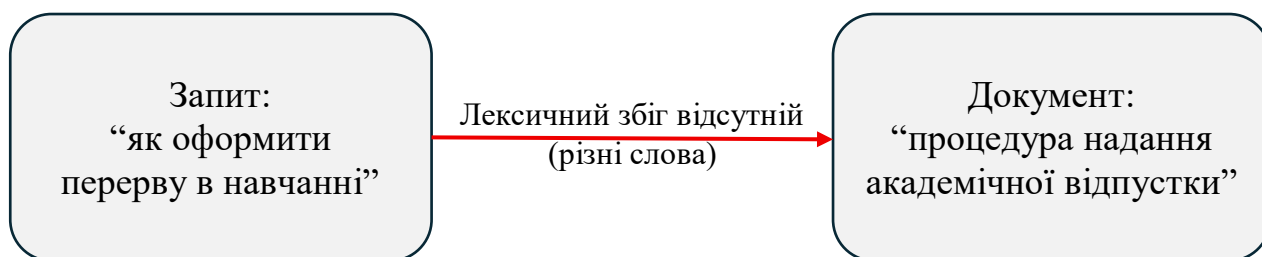 Запит:
“як оформити
перерву в навчанні”
Лексичний збіг відсутній
(різні слова)
Документ:
“процедура надання
академічної відпустки”